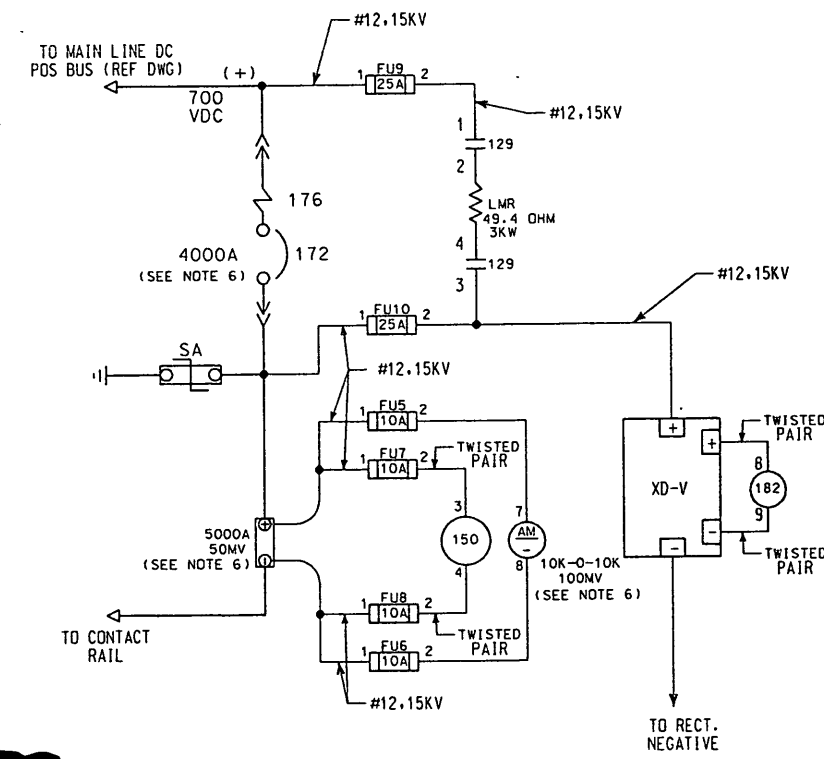 #12,15KV
TO MAIN LINE DC
POS BUS (REF DWG)
(+)
700
VDC
1
FU9
25A
2
#12,15KV
1
129
2
LMR
49.4 OHM
3KW
4
129
3
176
4000A
(SEE NOTE 6)
172
#12,15KV
1
FU10
25A
2
SA
#12,15KV
1
FU5
10A
2
1
FU7
10A
2
TWISTED
PAIR
+
XD-V
+
-
-
TWISTED
PAIR
8
182
9
TWISTED
PAIR
5000A
50MV
(SEE NOTE 6)
+
-
3
150
4
7
AM
-
8
10K-0-10K
100MV
(SEE NOTE 6)
1
FU8
10A
2
TWISTED
PAIR
1
FU6
10A
2
#12,15KV
TO CONTACT
RAIL
TO RECT.
NEGATIVE